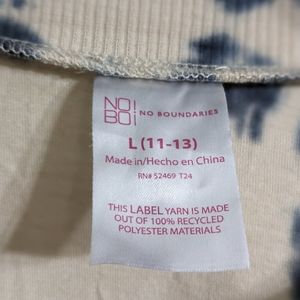 NO
BO!
NO BOUNDARIES
L (11-13)
Made in/Hecho en China
RN# 52469 T24
THIS LABEL YARN IS MADE
OUT OF 100% RECYCLED
POLYESTER MATERIALS